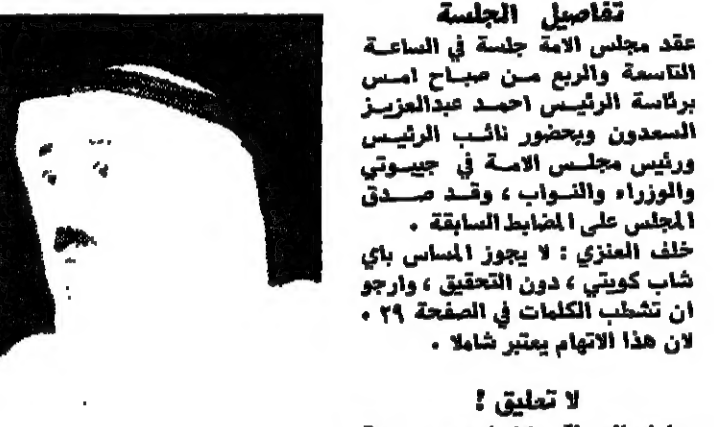 تفاصيل الجلسة
عقد مجلس الامة جلسة في الساعة
التاسعة والربع من صباح امس
برئاسة الرئيس احمد عبدالعزيز
السعدون وبحضور نائب الرئيس
ورئيس مجلس الامة في جيبوتي
والوزراء والنواب ، وقد صدق
المجلس على المضابط السابقة .
خلف العنزي : لا يجوز المساس باي
شاب كويتي ، دون التحقيق ، وارجو
ان تشطب الكلمات في الصفحة ٢٩ .
لان هذا الاتهام يعتبر شاملا .
لا تعليق !